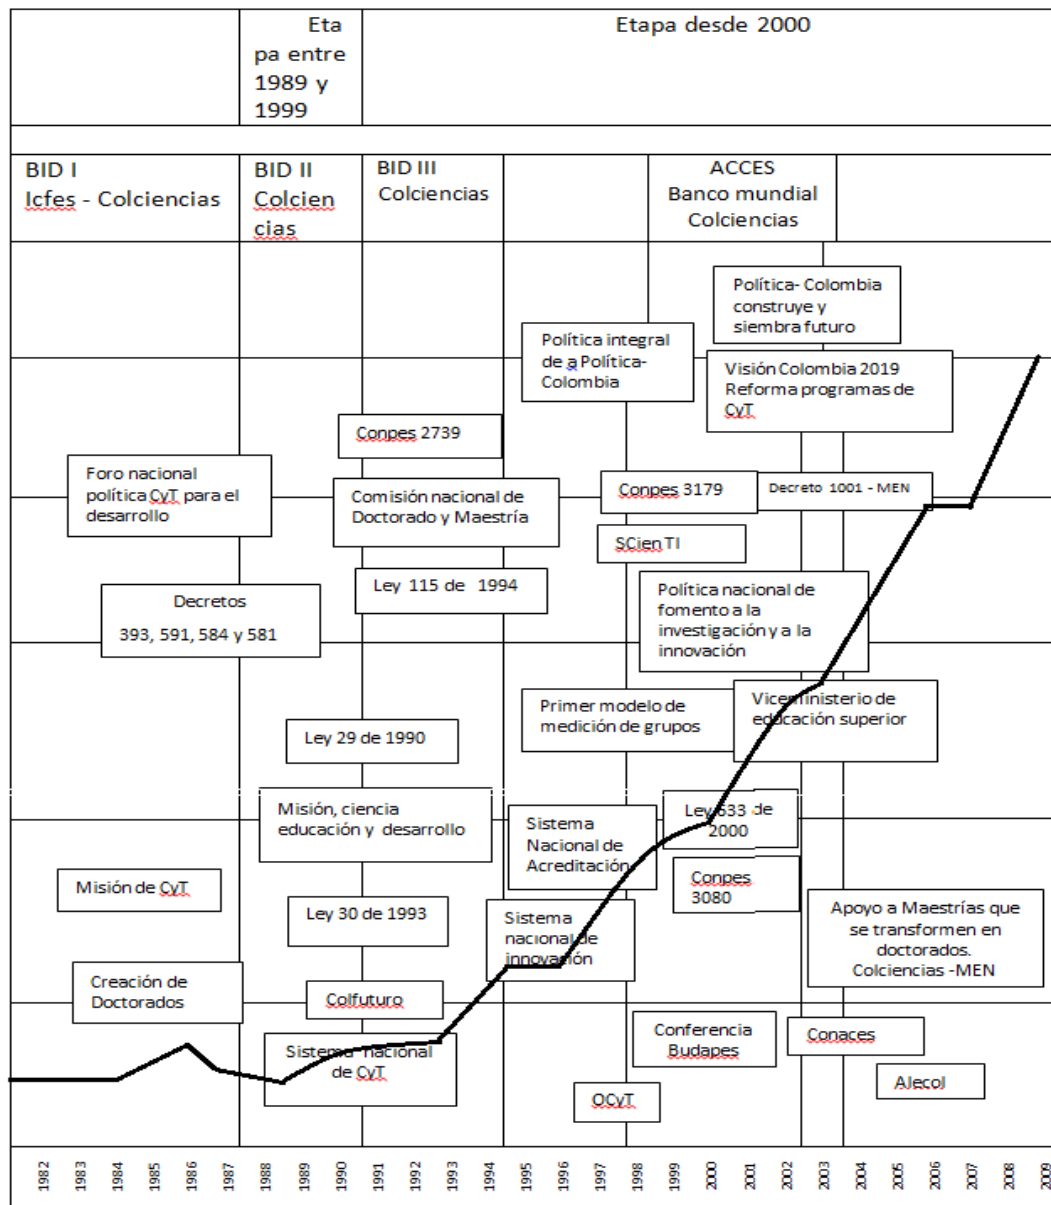 Eta
pa entre
1989 y
1999
Etapa desde 2000
BID I
Icfes - Colciencias
BID II
Colcien
cias
BID III
Colciencias
ACCES
Banco mundial
Colciencias
Política- Colombia
construye y
siembra futuro
Política integral
de a Política-
Colombia
Visión Colombia 2019
Reforma programas de
CyT
Conpes 2739
Foro nacional
política CyT para el
desarrollo
Comisión nacional de
Doctorado y Maestría
Conpes 3179
Decreto 1001 - MEN
SCienTI
Ley 115 de 1994
Decretos
393, 591, 584 y 581
Política nacional de
fomento a la
investigación y a la
innovación
Primer modelo de
medición de grupos
Viceministerio de
educación superior
Ley 29 de 1990
Misión, ciencia
educación y desarrollo
Sistema
Nacional de
Acreditación
Ley 633 de
2000
Misión de CyT
Conpes
3080
Ley 30 de 1993
Sistema
nacional de
innovación
Apoyo a Maestrías que
se transformen en
doctorados.
Colciencias -MEN
Creación de
Doctorados
Colfuturo
Sistema nacional
de CyT
Conferencia
Budapes
Conaces
OCyT
Alecol
1982
1983
1984
1985
1986
1987
1988
1989
1990
1991
1992
1993
1994
1995
1996
1997
1998
1999
2000
2001
2002
2003
2004
2005
2006
2007
2008
2009